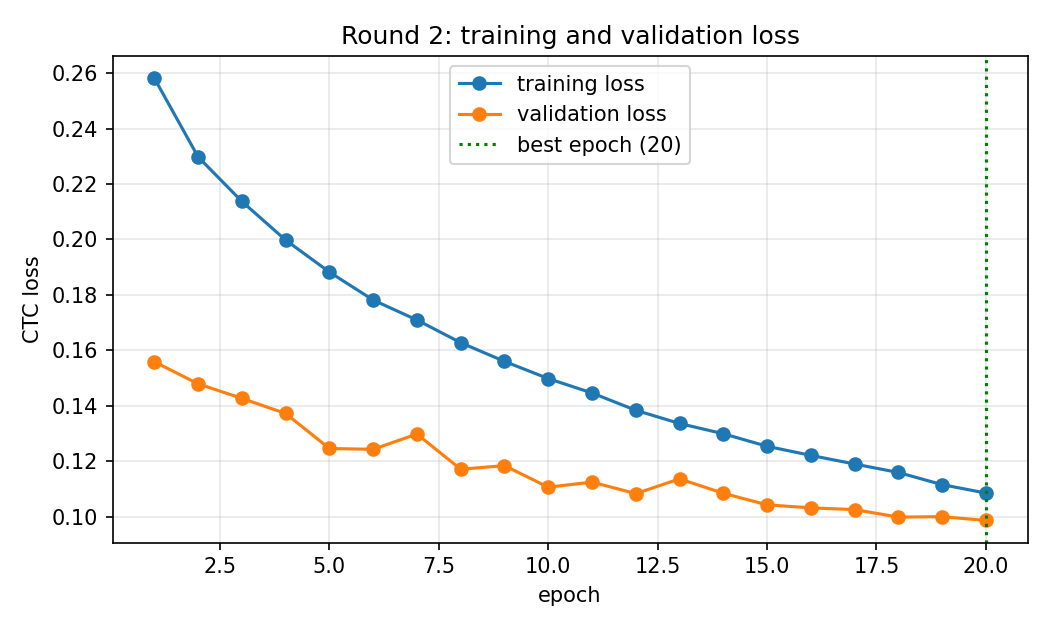 Round 2: training and validation loss
training loss
validation loss
best epoch (20)
CTC loss
0.26
0.24
0.22
0.20
0.18
0.16
0.14
0.12
0.10
2.5 5.0 7.5 10.0 12.5 15.0 17.5 20.0
epoch